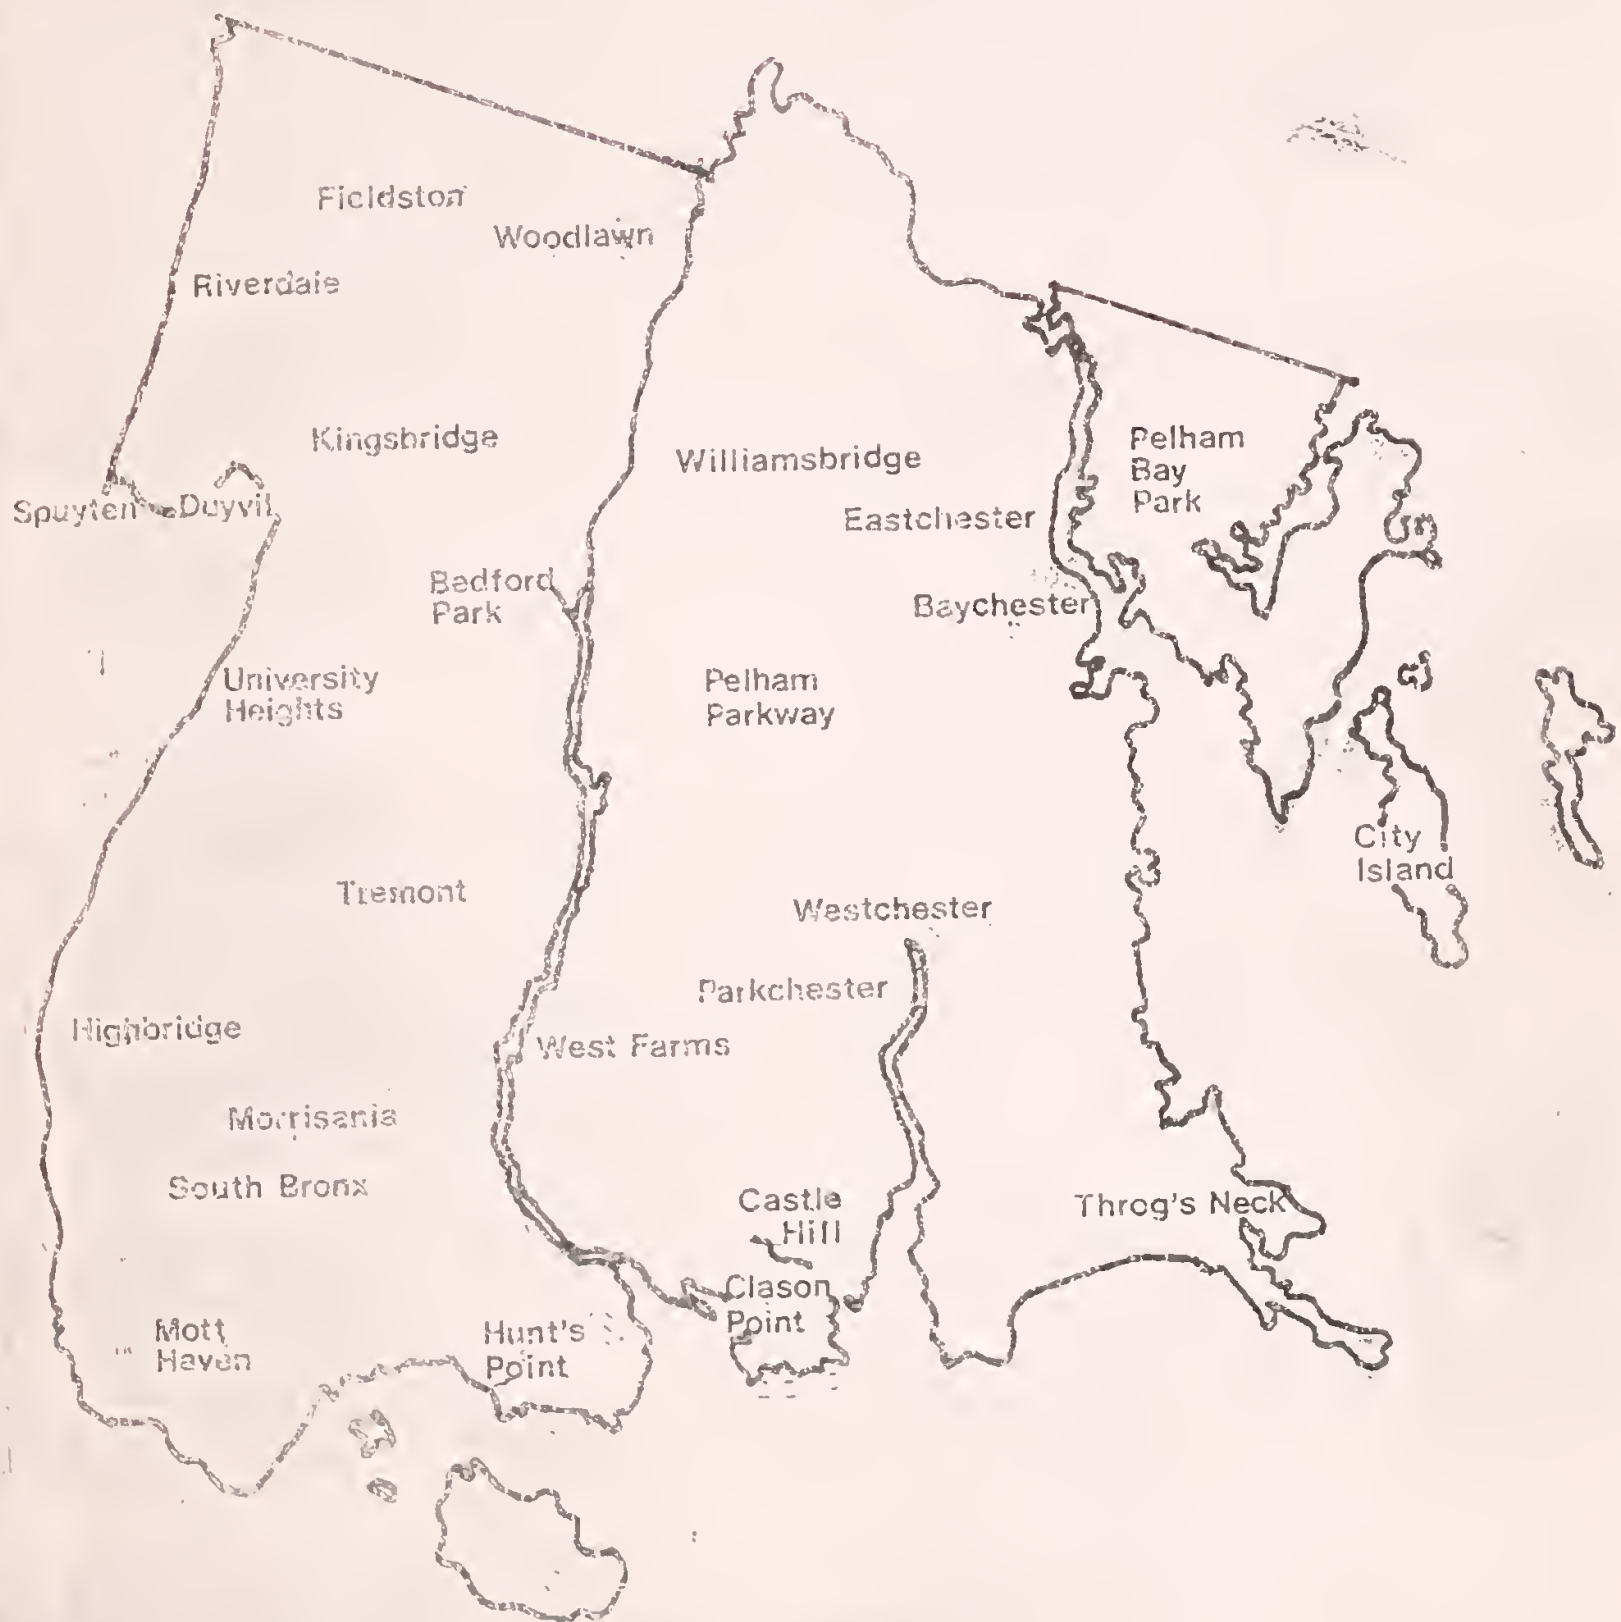 Fieldston
Woodlawn
Riverdale
Kingsbridge
Williamsbridge
Pelham
Bay
Park
Spuyten Duyvil
Eastchester
Bedford
Park
Baychester
University
Heights
Pelham
Parkway
City
Island
Tremont
Westchester
Parkchester
Highbridge
West Farms
Morrisania
South Bronx
Castle
Hill
Throg's Neck
Clason
Point
Mott
Haven
Hunt's
Point